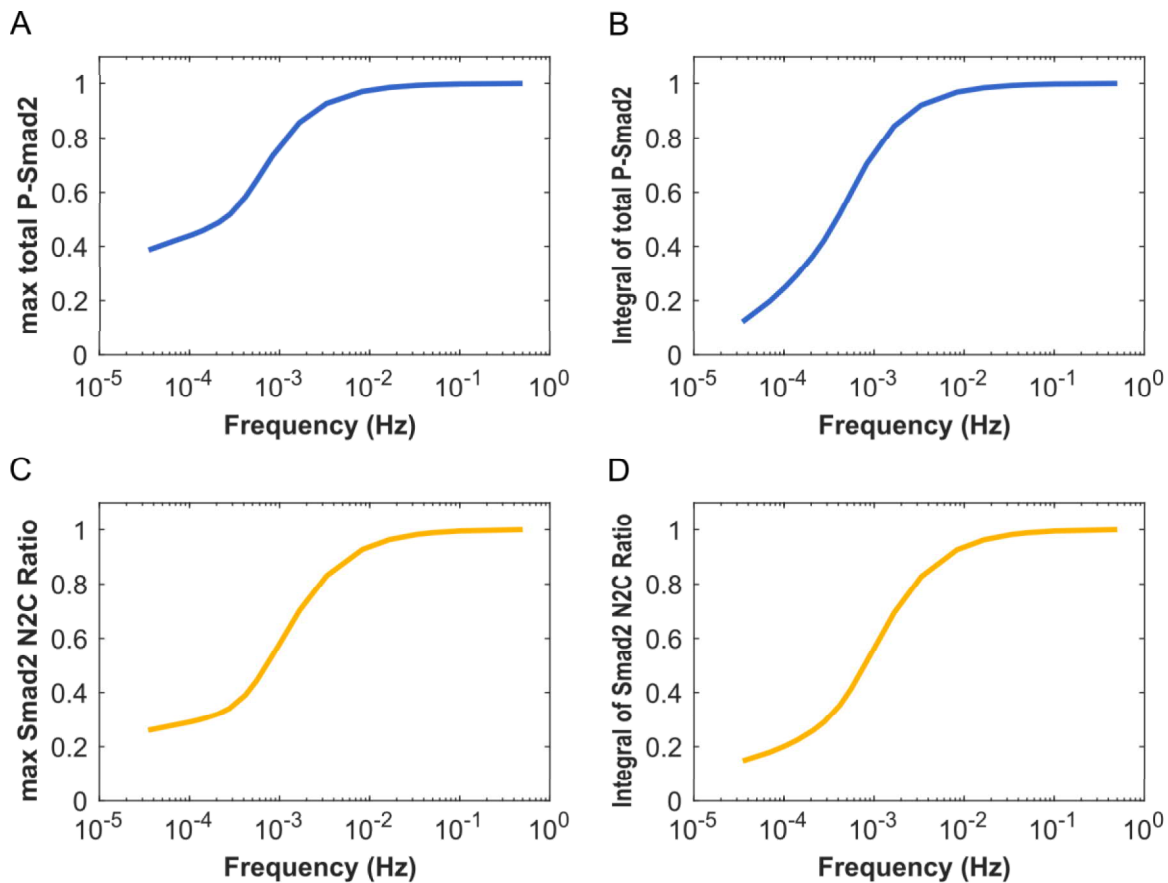 A
max total P-Smad2
1
0.8
0.6
0.4
0.2
0
10^-5 10^-4 10^-3 10^-2 10^-1 10^0
Frequency (Hz)
B
Integral of total P-Smad2
1
0.8
0.6
0.4
0.2
0
10^-5 10^-4 10^-3 10^-2 10^-1 10^0
Frequency (Hz)
C
max Smad2 N2C Ratio
1
0.8
0.6
0.4
0.2
0
10^-5 10^-4 10^-3 10^-2 10^-1 10^0
Frequency (Hz)
D
Integral of Smad2 N2C Ratio
1
0.8
0.6
0.4
0.2
0
10^-5 10^-4 10^-3 10^-2 10^-1 10^0
Frequency (Hz)